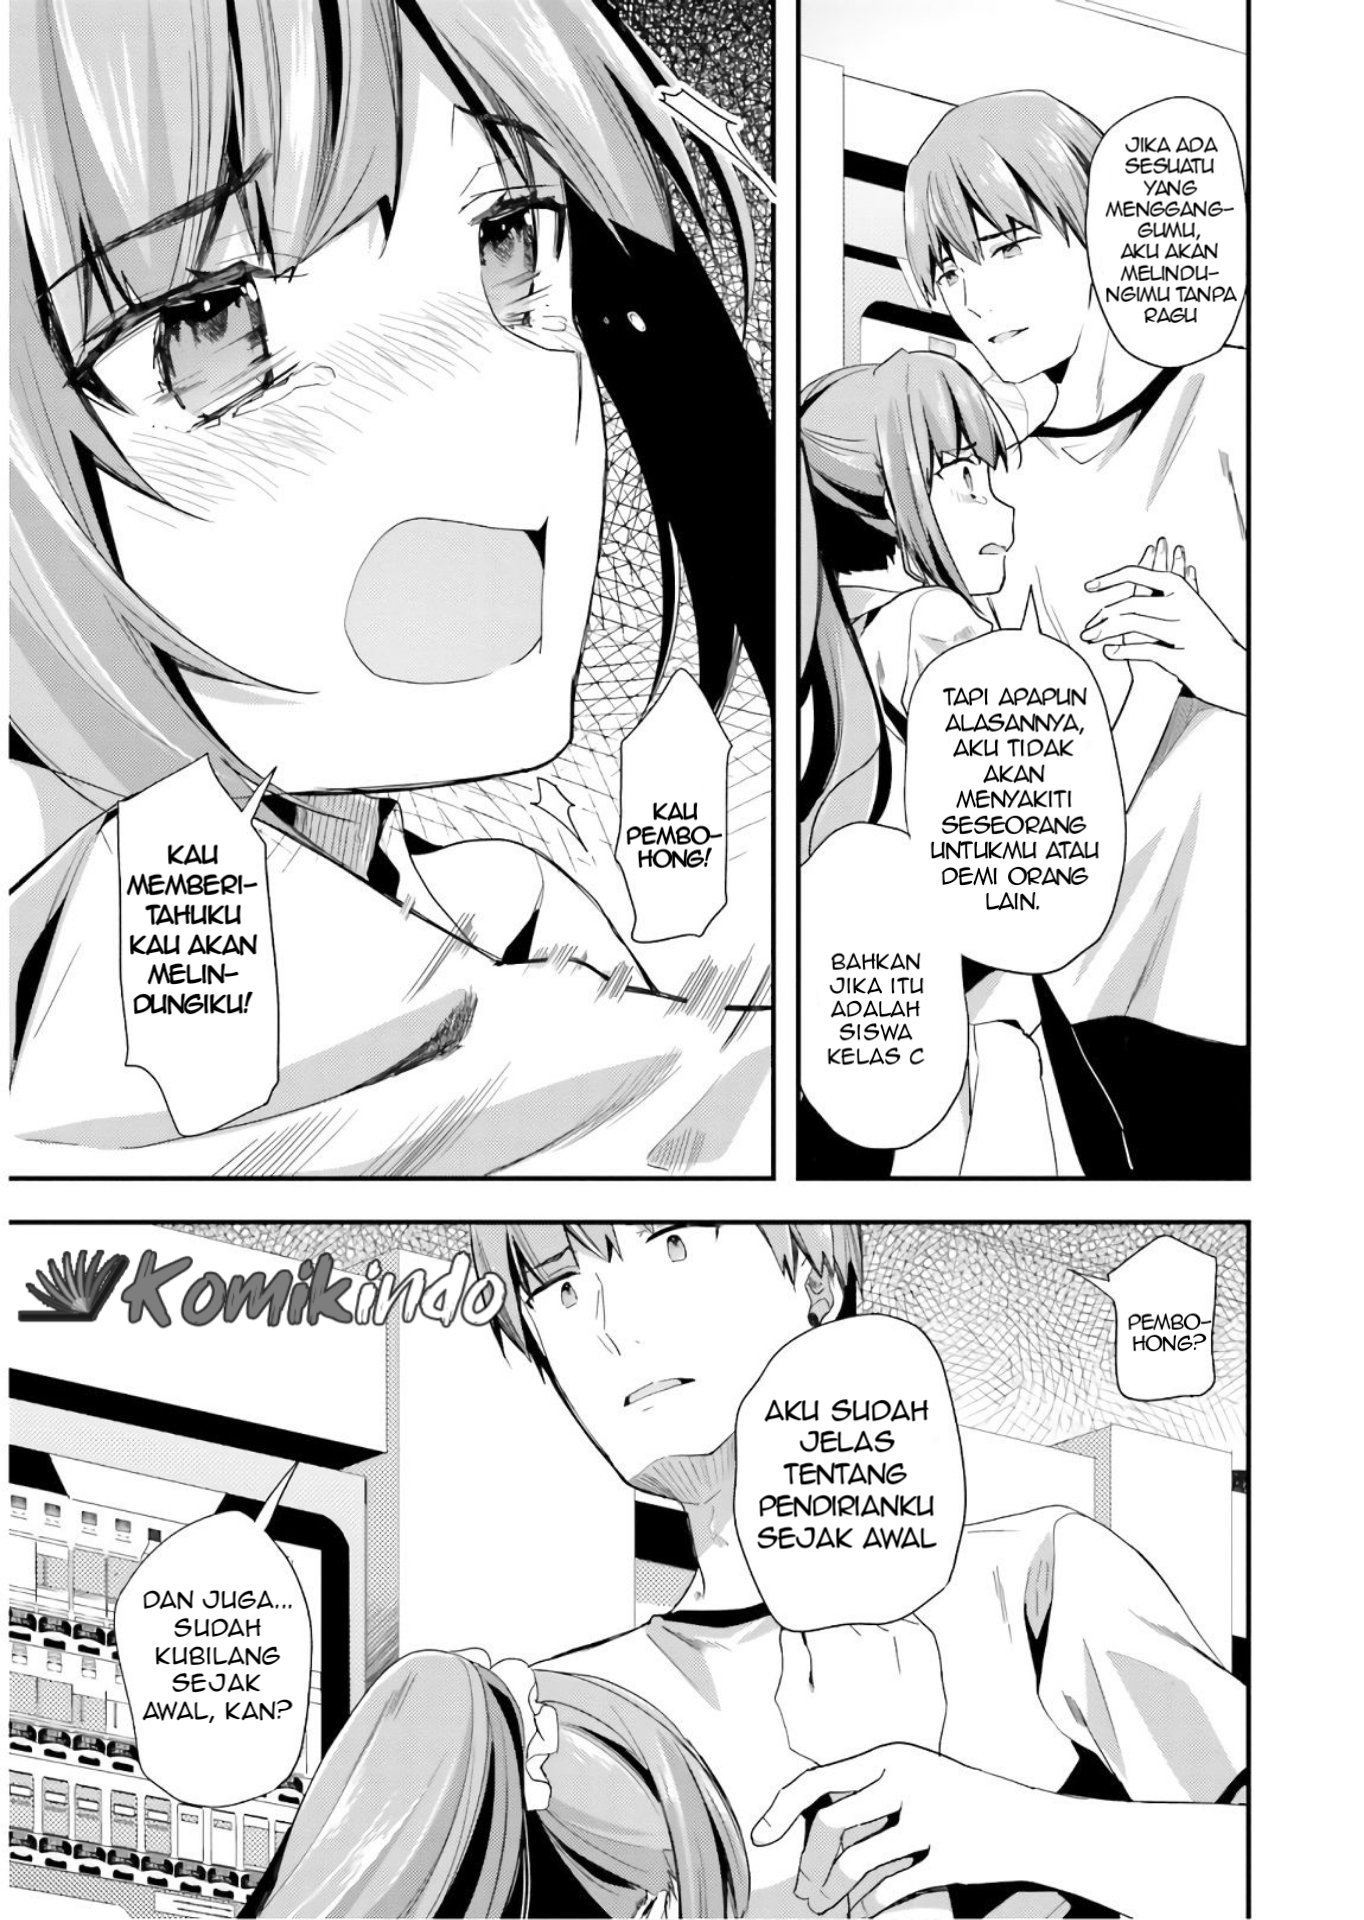 JIKA ADA
SESUATU
YANG
MENGGANG-
GUMU,
AKU AKAN
MELINDU-
NGIMU TANPA
RAGU
TAPI APAPUN
ALASANNYA,
AKU TIDAK
AKAN
MENYAKITI
SESEORANG
UNTUKMU ATAU
DEMI ORANG
LAIN.
BAHKAN
JIKA ITU
ADALAH
SISWA
KELAS C
KAU
PEMBO-
HONG!
KAU
MEMBERI-
TAHUKU
KAU AKAN
MELIN-
DUNGIKU!
PEMBO-
HONG?
AKU SUDAH
JELAS
TENTANG
PENDIRIANKU
SEJAK AWAL
DAN JUGA...
SUDAH
KUBILANG
SEJAK
AWAL, KAN?
Komikindo